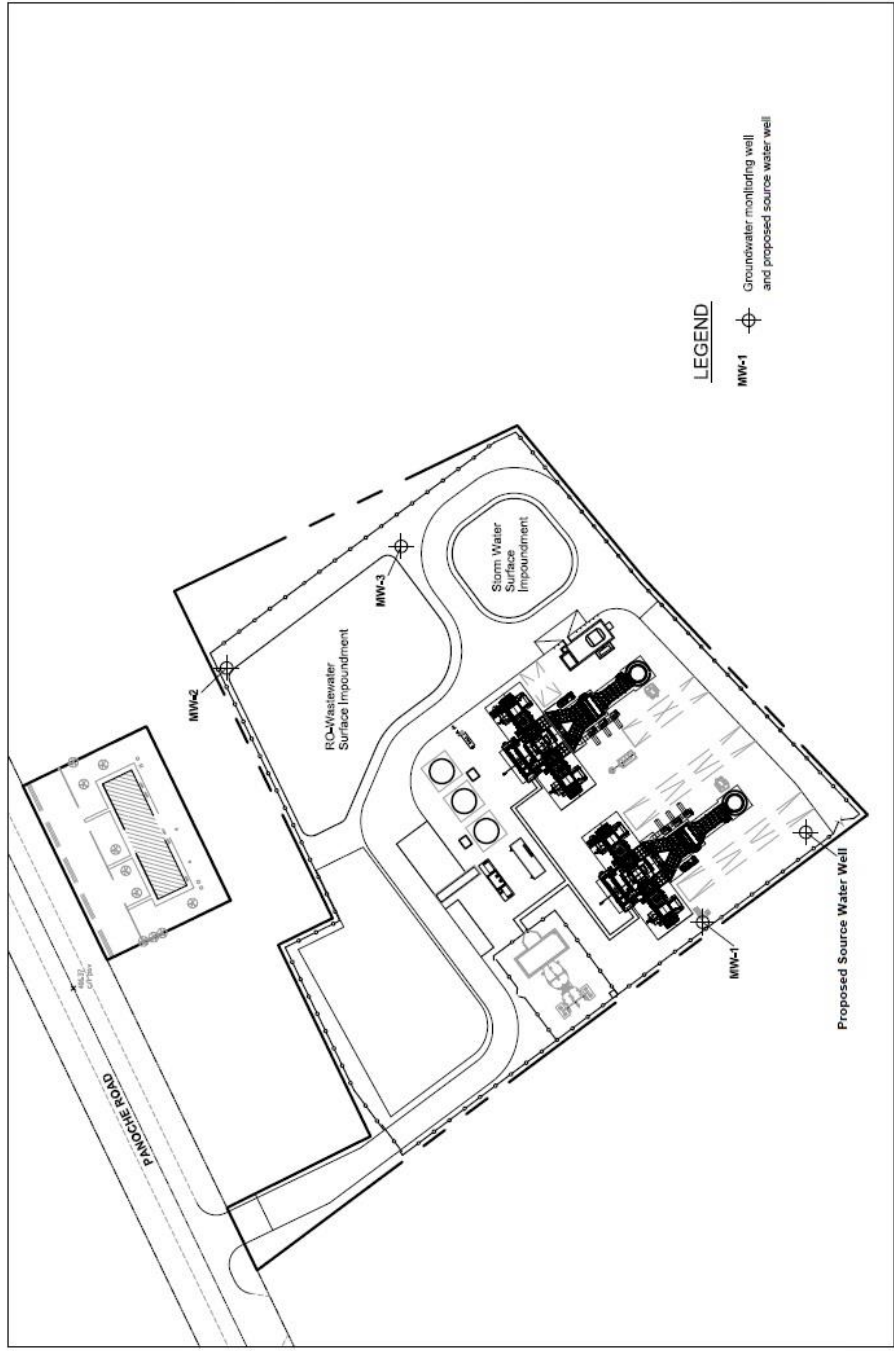 PANOCHE ROAD
MW-2
RO-Wastewater
Surface Impoundment
MW-3
Storm Water
Surface
Impoundment
MW-1
Proposed Source Water Well
LEGEND
MW-1
Groundwater monitoring well
and proposed source water well